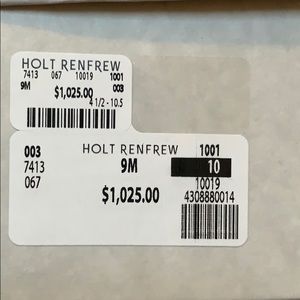 HOLT RENFREW
7413 067 10019 1001
9M $1,025.00 003
4 1/2 - 10.5
003 HOLT RENFREW 1001
7413 9M 10
067 10019
$1,025.00 4308880014